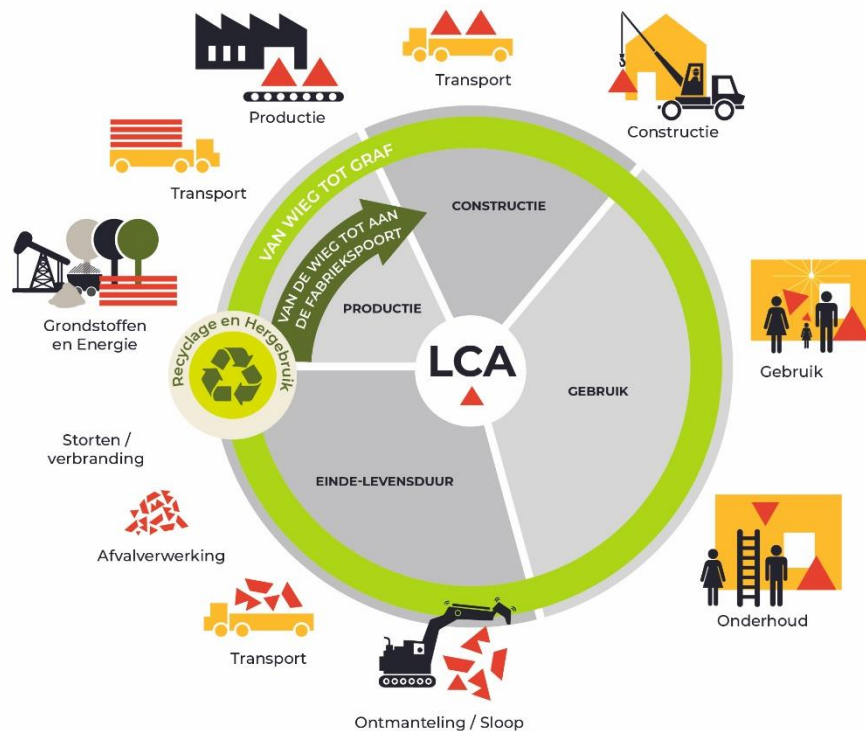 Transport
Productie
Constructie
Transport
Grondstoffen
en Energie
VAN WIEG TOT GRAF
VAN DE WIEG TOT AAN
DE FABRIEKSPOORT
CONSTRUCTIE
PRODUCTIE
Recyclage en Hergebruik
LCA
GEBRUIK
Gebruik
EINDE-LEVENSDUUR
Storten /
verbranding
Afvalverwerking
Transport
Onderhoud
Ontmanteling / Sloop